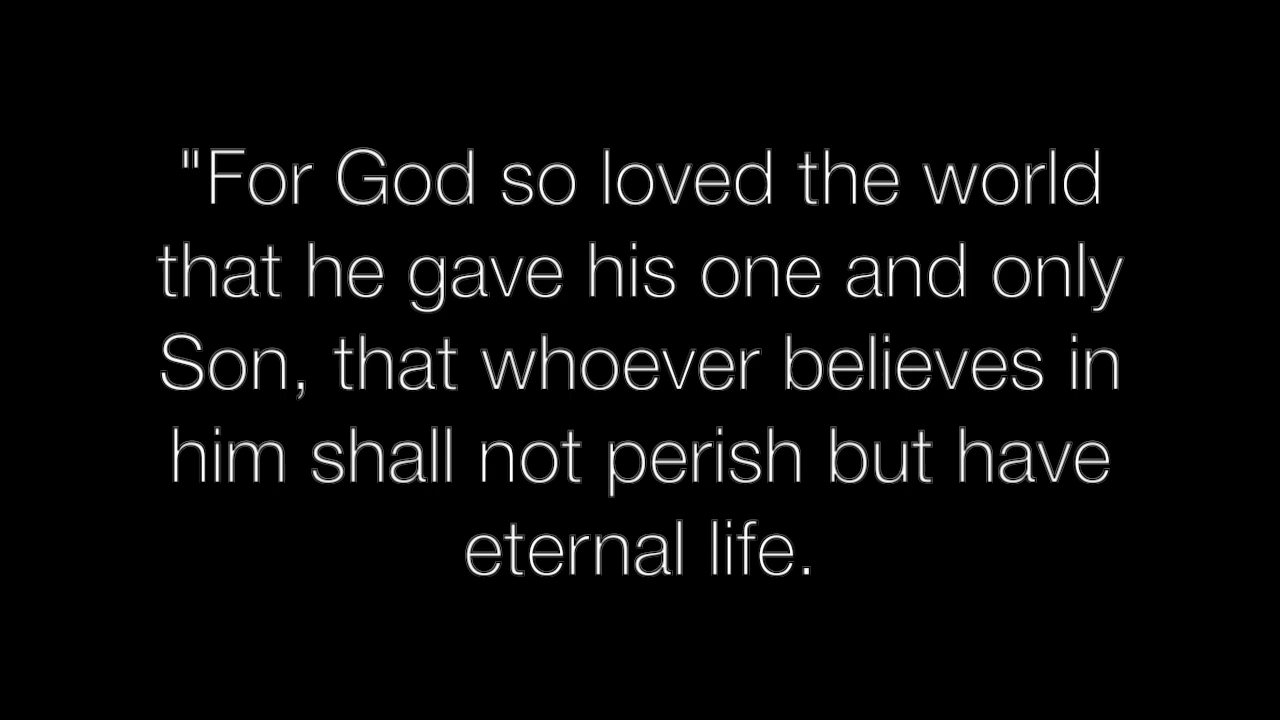 "For God so loved the world
that he gave his one and only
Son, that whoever believes in
him shall not perish but have
eternal life.